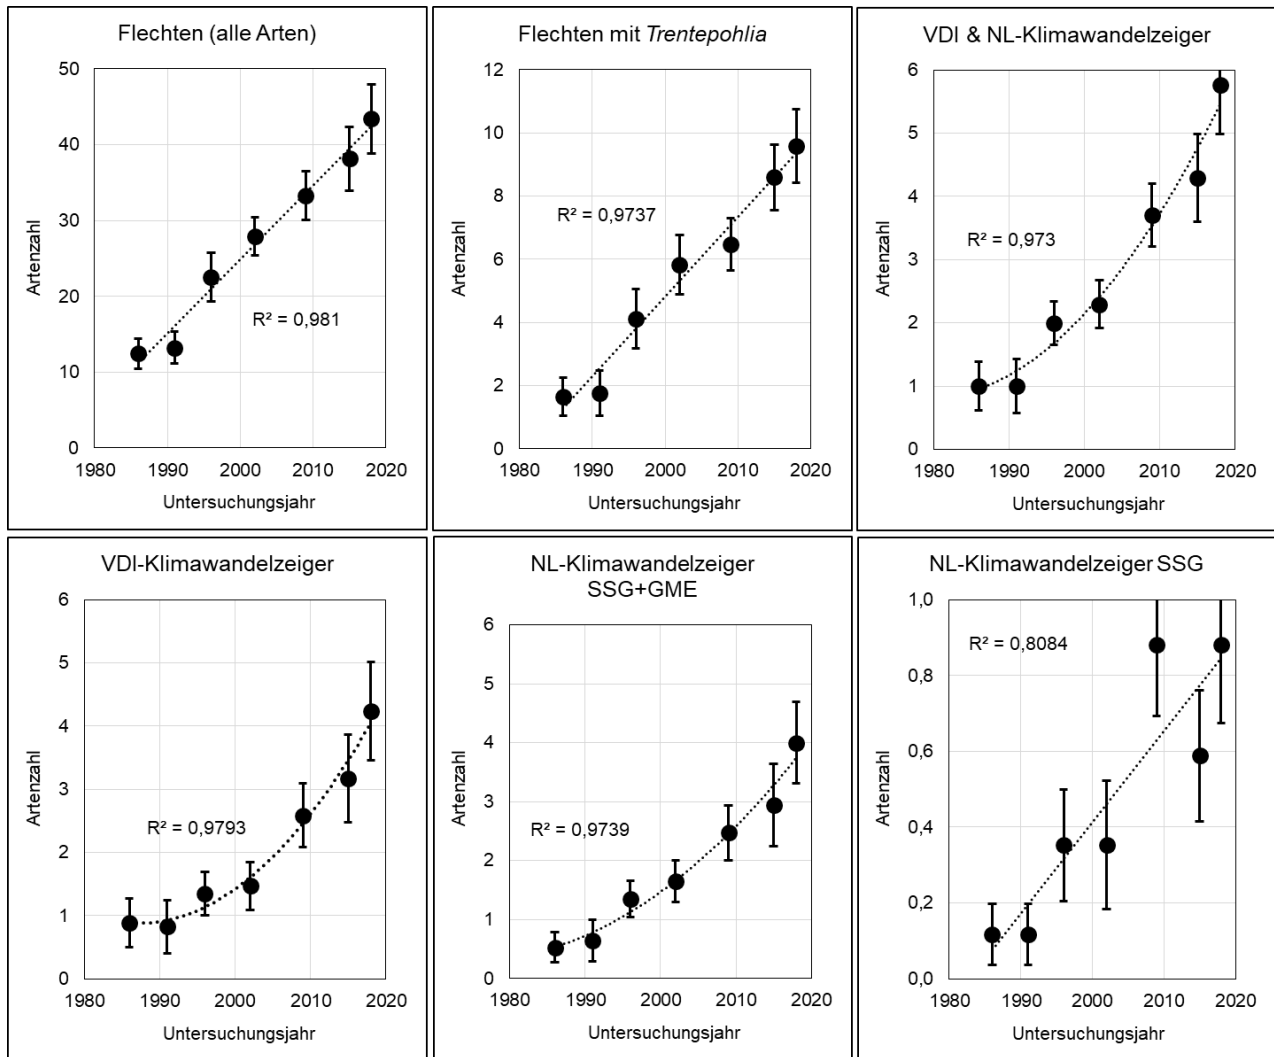 Flechten (alle Arten)
50
40
30
20
10
0
Artenzahl
R² = 0,981
1980 1990 2000 2010 2020
Untersuchungsjahr
Flechten mit Trentepohlia
12
10
8
6
4
2
0
Artenzahl
R² = 0,9737
1980 1990 2000 2010 2020
Untersuchungsjahr
VDI & NL-Klimawandelzeiger
6
5
4
3
2
1
0
Artenzahl
R² = 0,973
1980 1990 2000 2010 2020
Untersuchungsjahr
VDI-Klimawandelzeiger
6
5
4
3
2
1
0
Artenzahl
R² = 0,9793
1980 1990 2000 2010 2020
Untersuchungsjahr
NL-Klimawandelzeiger
SSG+GME
6
5
4
3
2
1
0
Artenzahl
R² = 0,9739
1980 1990 2000 2010 2020
Untersuchungsjahr
NL-Klimawandelzeiger SSG
1,0
0,8
0,6
0,4
0,2
0,0
Artenzahl
R² = 0,8084
1980 1990 2000 2010 2020
Untersuchungsjahr